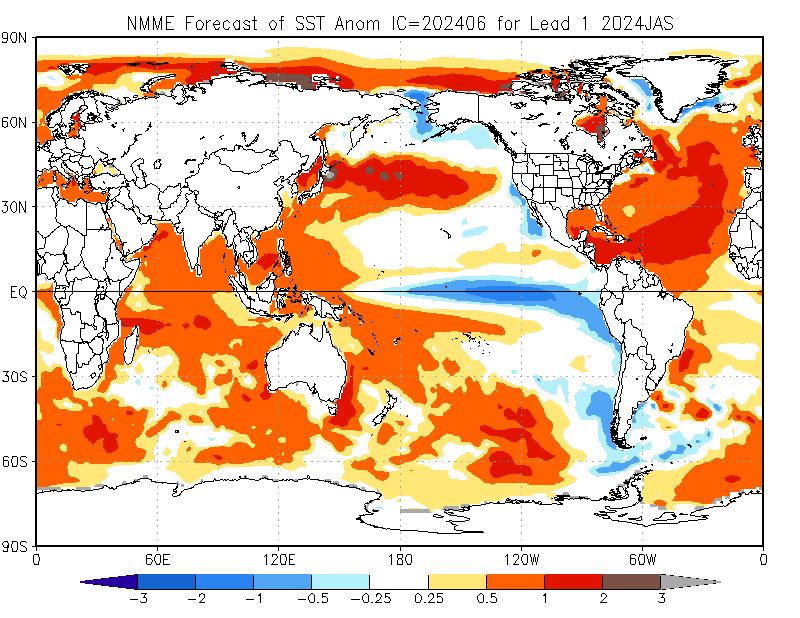 NMME Forecast of SST Anom IC=202406 for Lead 1 2024JAS
90N
60N
30N
EQ
30S
60S
90S
0 60E 120E 180 120W 60W 0
-3 -2 -1 -0.5 -0.25 0.25 0.5 1 2 3